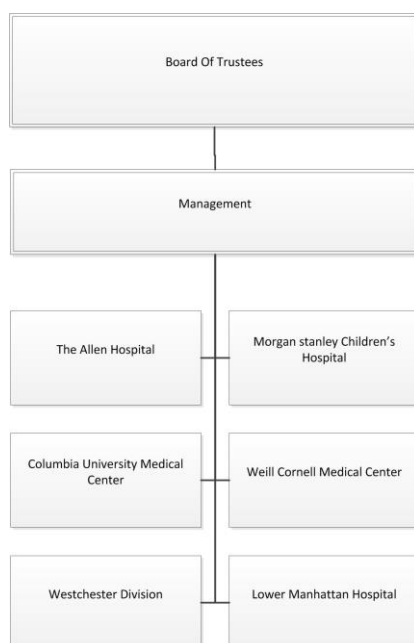 Board Of Trustees
Management
The Allen Hospital
Morgan stanley Children’s
Hospital
Columbia University Medical
Center
Weill Cornell Medical Center
Westchester Division
Lower Manhattan Hospital